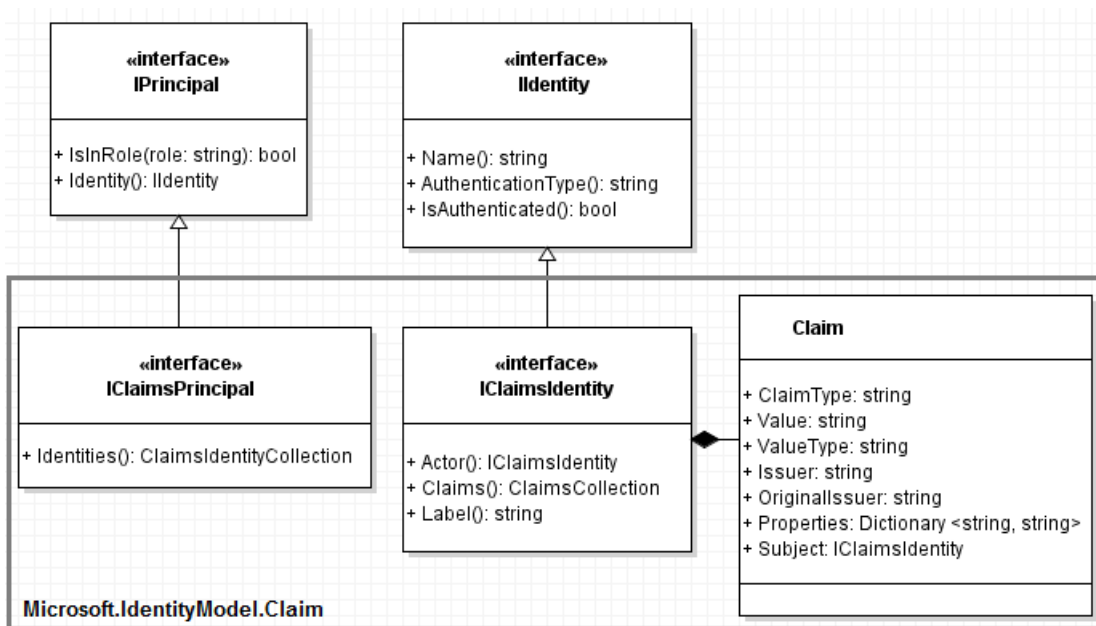 «interface»
IPrincipal
+ IsInRole(role: string): bool
+ Identity(): IIdentity
«interface»
IIdentity
+ Name(): string
+ AuthenticationType(): string
+ IsAuthenticated(): bool
«interface»
IClaimsPrincipal
+ Identities(): ClaimsIdentityCollection
«interface»
IClaimsIdentity
+ Actor(): IClaimsIdentity
+ Claims(): ClaimsCollection
+ Label(): string
Claim
+ ClaimType: string
+ Value: string
+ ValueType: string
+ Issuer: string
+ OriginalIssuer: string
+ Properties: Dictionary <string, string>
+ Subject: IClaimsIdentity
Microsoft.IdentityModel.Claim